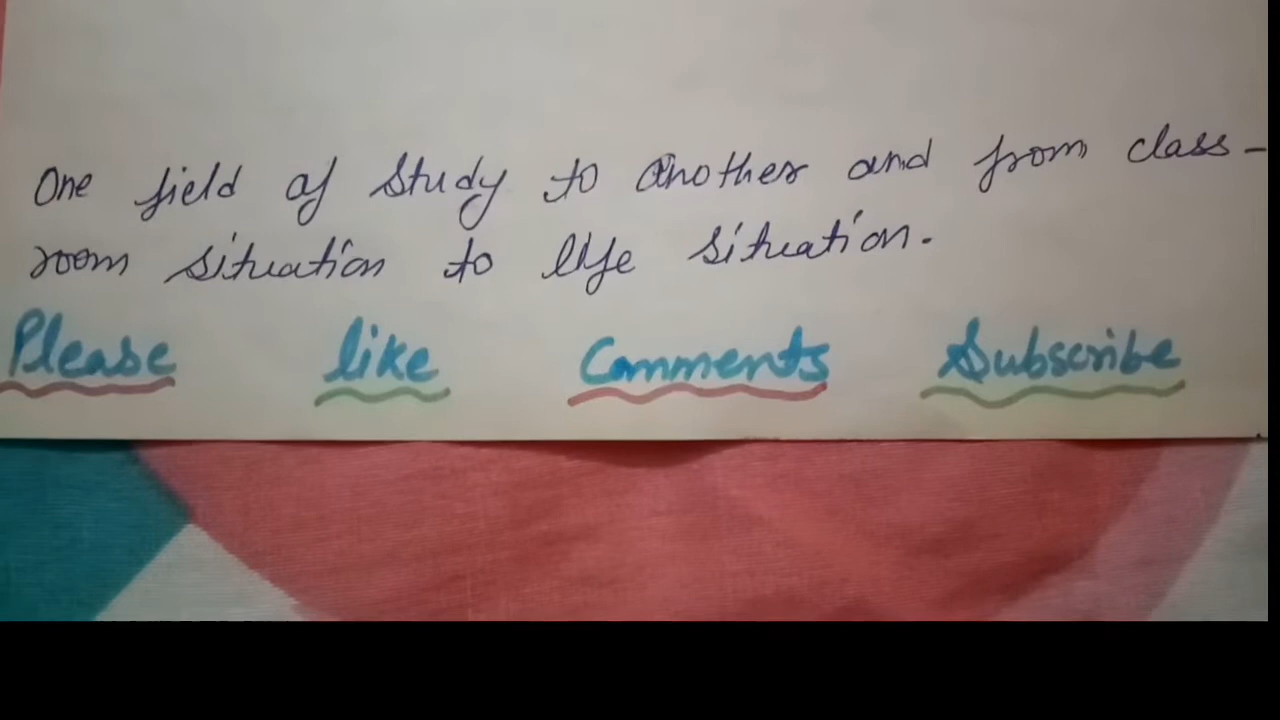 One field of study to another and from class-
room situation to life situation.
Please like Comments Subscribe